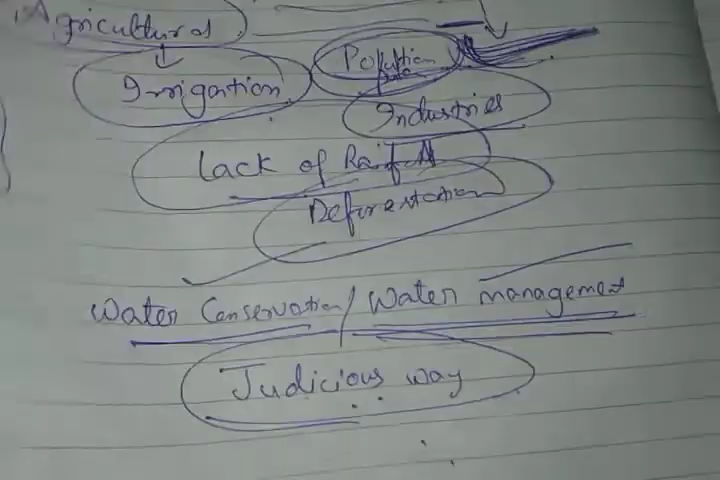 Agricultural
Irrigation
Pollution
Industries
Lack of Rainfall
Deforestation
Water Conservation / Water management
Judicious way